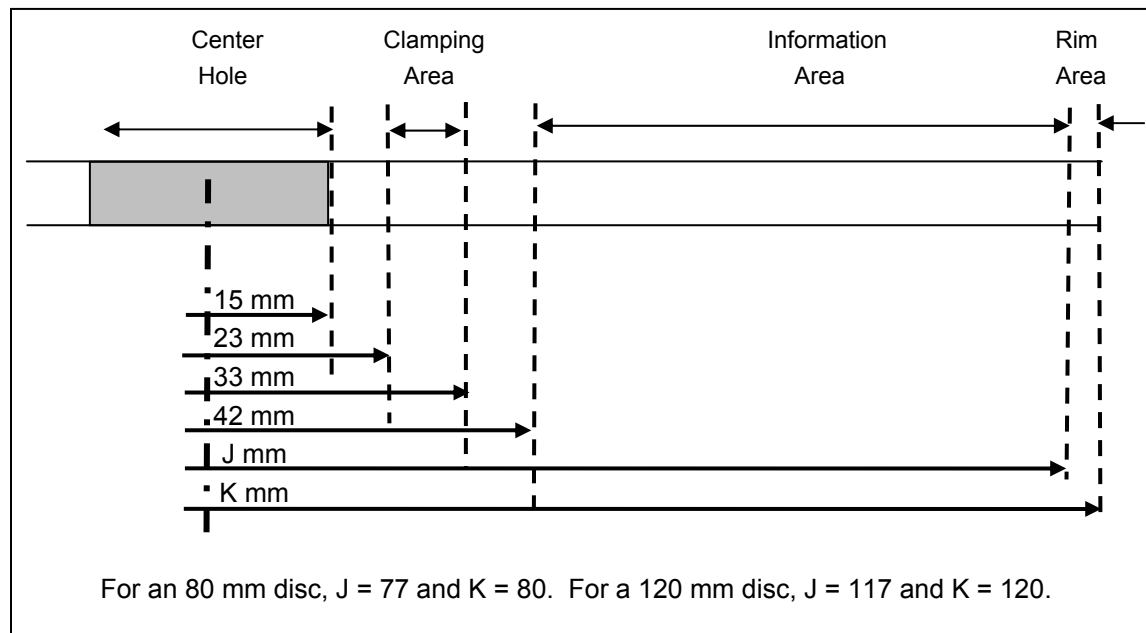 Center Clamping Information Rim
Hole Area Area Area
15 mm
23 mm
33 mm
42 mm
J mm
K mm
For an 80 mm disc, J = 77 and K = 80. For a 120 mm disc, J = 117 and K = 120.